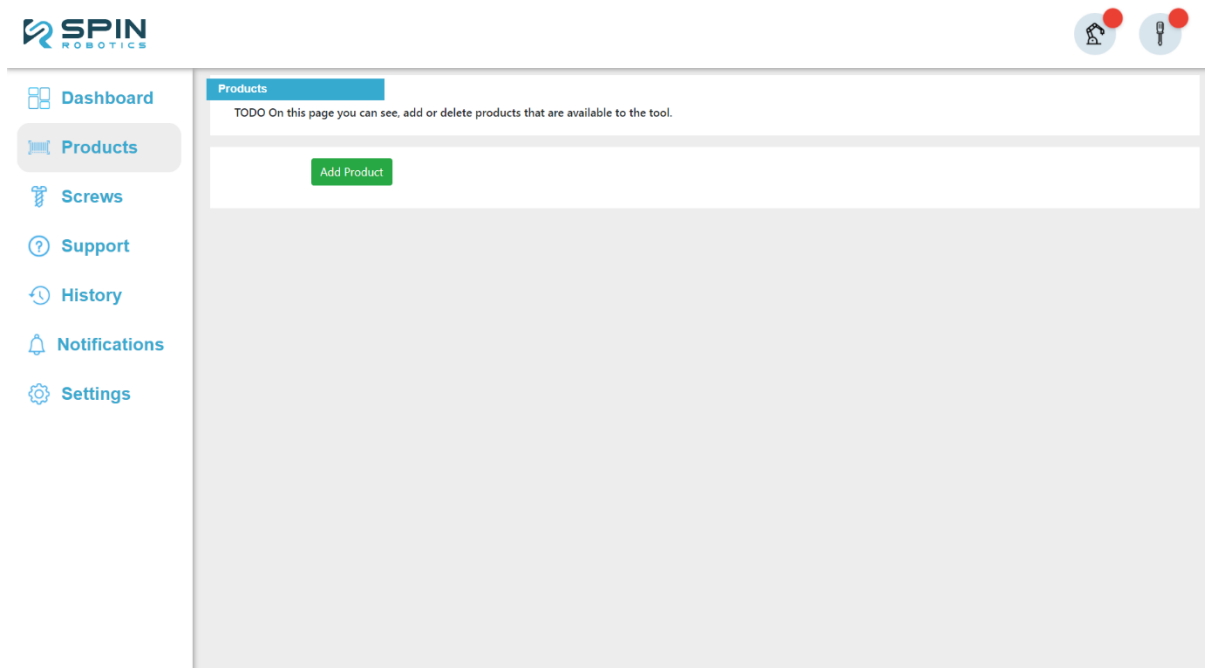 SPIN
ROBOTICS
Dashboard
Products
Screws
Support
History
Notifications
Settings
Products
TODO On this page you can see, add or delete products that are available to the tool.
Add Product